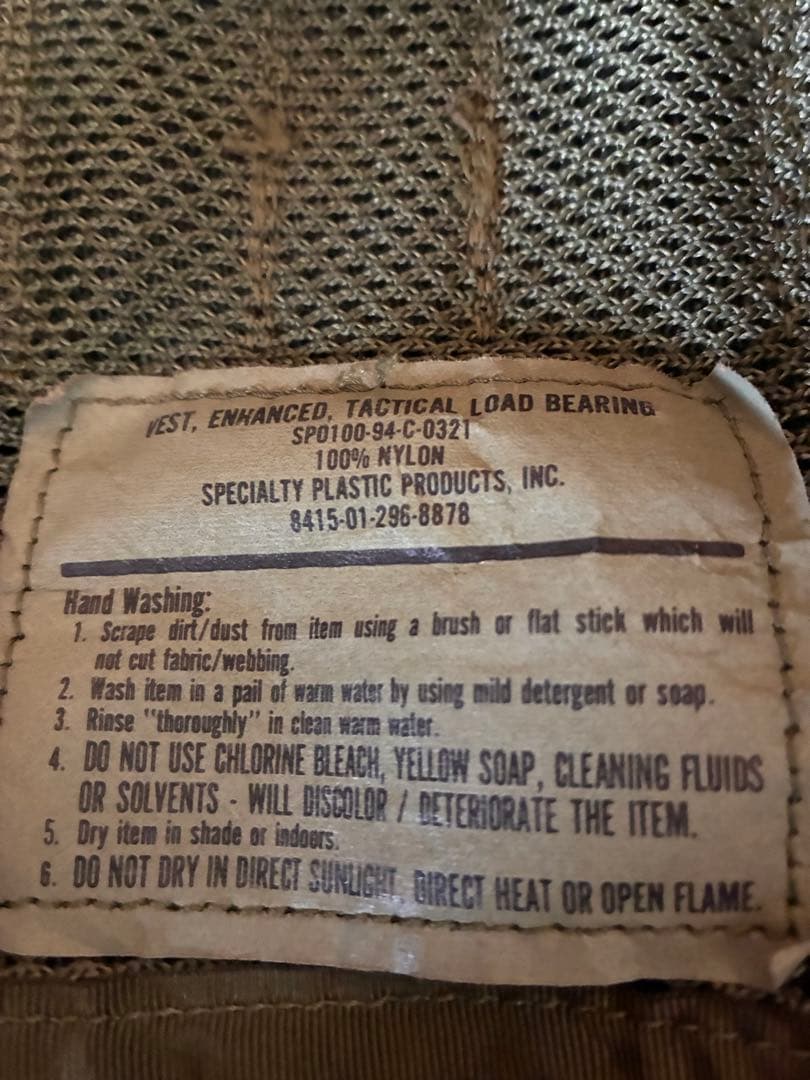 VEST, ENHANCED, TACTICAL LOAD BEARING
SP0100-94-C-0321
100% NYLON
SPECIALTY PLASTIC PRODUCTS, INC.
8415-01-296-8878
Hand Washing:
1. Scrape dirt/dust from item using a brush or flat stick which will
not cut fabric/webbing.
2. Wash item in a pail of warm water by using mild detergent or soap.
3. Rinse "thoroughly" in clean warm water.
4. DO NOT USE CHLORINE BLEACH, YELLOW SOAP, CLEANING FLUIDS
OR SOLVENTS - WILL DISCOLOR / DETERIORATE THE ITEM.
5. Dry item in shade or indoors.
6. DO NOT DRY IN DIRECT SUNLIGHT, DIRECT HEAT OR OPEN FLAME.